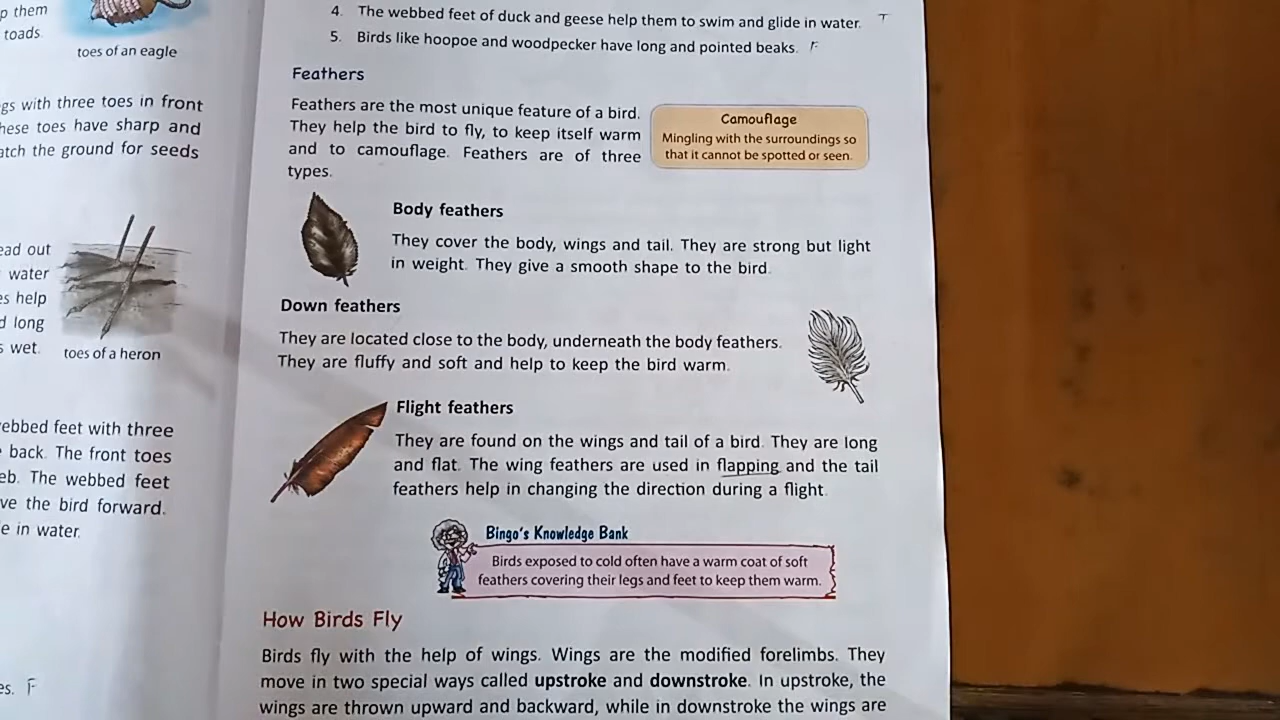 p them
toads.
toes of an eagle
gs with three toes in front
hese toes have sharp and
atch the ground for seeds
ead out
water
es help
d long
s wet.
toes of a heron
ebbed feet with three
back. The front toes
eb. The webbed feet
ve the bird forward.
e in water.
es. F
4. The webbed feet of duck and geese help them to swim and glide in water. T
5. Birds like hoopoe and woodpecker have long and pointed beaks. F
Feathers
Feathers are the most unique feature of a bird.
They help the bird to fly, to keep itself warm
and to camouflage. Feathers are of three
types.
Camouflage
Mingling with the surroundings so
that it cannot be spotted or seen.
Body feathers
They cover the body, wings and tail. They are strong but light
in weight. They give a smooth shape to the bird.
Down feathers
They are located close to the body, underneath the body feathers.
They are fluffy and soft and help to keep the bird warm.
Flight feathers
They are found on the wings and tail of a bird. They are long
and flat. The wing feathers are used in flapping and the tail
feathers help in changing the direction during a flight.
Bingo's Knowledge Bank
Birds exposed to cold often have a warm coat of soft
feathers covering their legs and feet to keep them warm.
How Birds Fly
Birds fly with the help of wings. Wings are the modified forelimbs. They
move in two special ways called upstroke and downstroke. In upstroke, the
wings are thrown upward and backward, while in downstroke the wings are